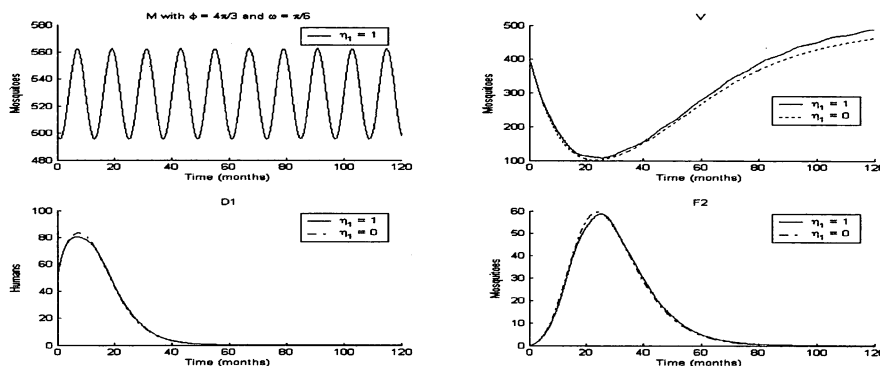 M with ϕ = 4π/3 and ω = π/6
580
560
540
520
500
480
Mosquitoes
η₁ = 1
0 20 40 60 80 100 120
Time (months)
V
500
400
300
200
100
Mosquitoes
η₁ = 1
η₁ = 0
0 20 40 60 80 100 120
Time (months)
D1
100
80
60
40
20
0
Humans
η₁ = 1
η₁ = 0
0 20 40 60 80 100 120
Time (months)
F2
60
50
40
30
20
10
0
Mosquitoes
η₁ = 1
η₁ = 0
0 20 40 60 80 100 120
Time (months)